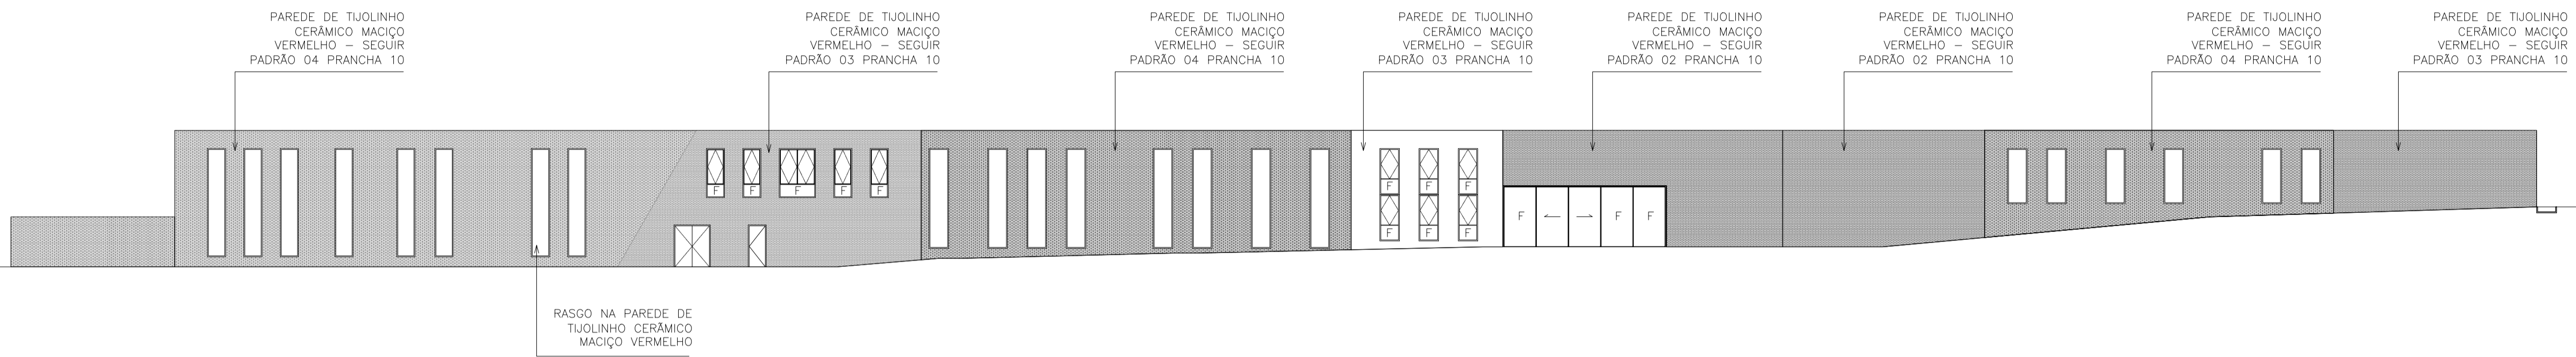 PAREDE DE TIJOLINHO
CERÂMICO MACIÇO
VERMELHO – SEGUIR
PADRÃO 04 PRANCHA 10
PAREDE DE TIJOLINHO
CERÂMICO MACIÇO
VERMELHO – SEGUIR
PADRÃO 03 PRANCHA 10
PAREDE DE TIJOLINHO
CERÂMICO MACIÇO
VERMELHO – SEGUIR
PADRÃO 04 PRANCHA 10
PAREDE DE TIJOLINHO
CERÂMICO MACIÇO
VERMELHO – SEGUIR
PADRÃO 03 PRANCHA 10
PAREDE DE TIJOLINHO
CERÂMICO MACIÇO
VERMELHO – SEGUIR
PADRÃO 02 PRANCHA 10
PAREDE DE TIJOLINHO
CERÂMICO MACIÇO
VERMELHO – SEGUIR
PADRÃO 02 PRANCHA 10
PAREDE DE TIJOLINHO
CERÂMICO MACIÇO
VERMELHO – SEGUIR
PADRÃO 04 PRANCHA 10
PAREDE DE TIJOLINHO
CERÂMICO MACIÇO
VERMELHO – SEGUIR
PADRÃO 03 PRANCHA 10
F F F F F
F F F
F F F
F F F
RASGO NA PAREDE DE
TIJOLINHO CERÂMICO
MACIÇO VERMELHO